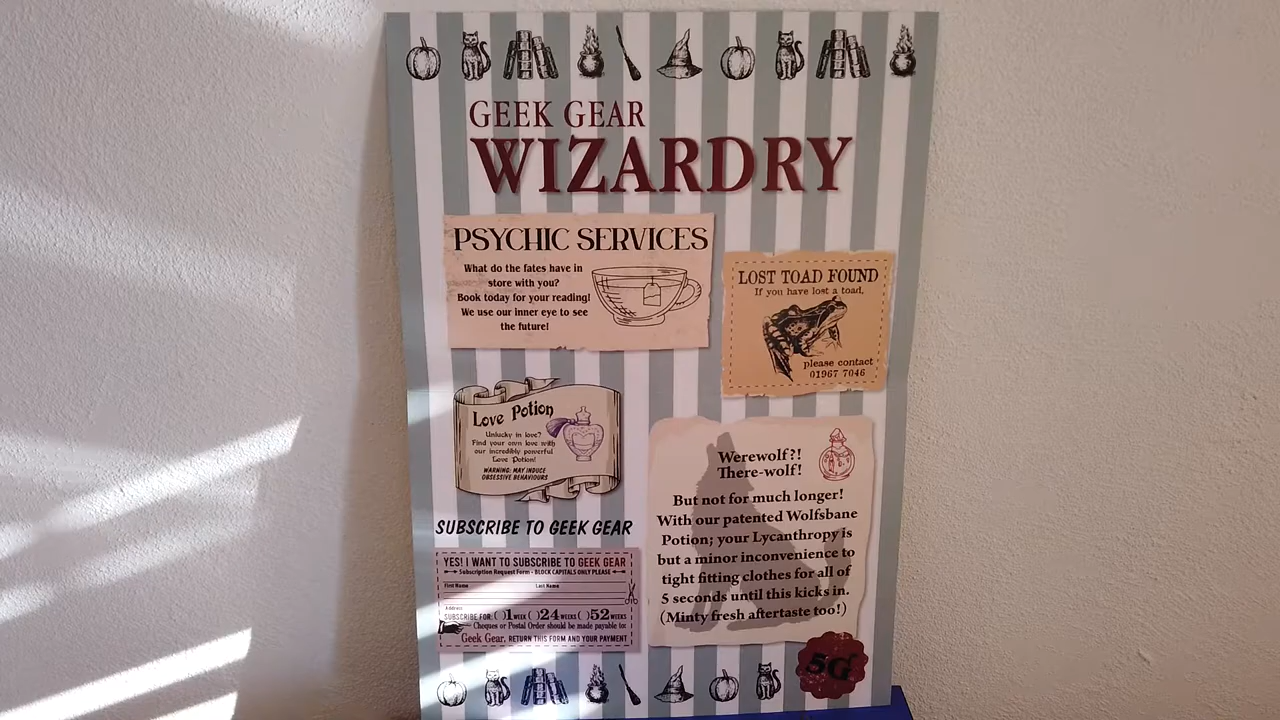 GEEK GEAR
WIZARDRY
PSYCHIC SERVICES
What do the fates have in
store with you?
Book today for your reading!
We use our inner eye to see
the future!
LOST TOAD FOUND
If you have lost a toad,
please contact
01967 7046
Love Potion
Unlucky in love?
Find your own love with
our incredibly powerful
Love Potion!
WARNING: MAY INDUCE
OBSESSIVE BEHAVIOURS
Werewolf?!
There-wolf!
But not for much longer!
With our patented Wolfsbane
Potion; your Lycanthropy is
but a minor inconvenience to
tight fitting clothes for all of
5 seconds until this kicks in.
(Minty fresh aftertaste too!)
SUBSCRIBE TO GEEK GEAR
YES! I WANT TO SUBSCRIBE TO GEEK GEAR
Subscription Request Form - BLOCK CAPITALS ONLY PLEASE
First Name Last Name
Address
SUBSCRIBE FOR: ( )1 WEEK ( )24 WEEKS ( )52 WEEKS
Cheques or Postal Order should be made payable to:
Geek Gear. RETURN THIS FORM AND YOUR PAYMENT
5G